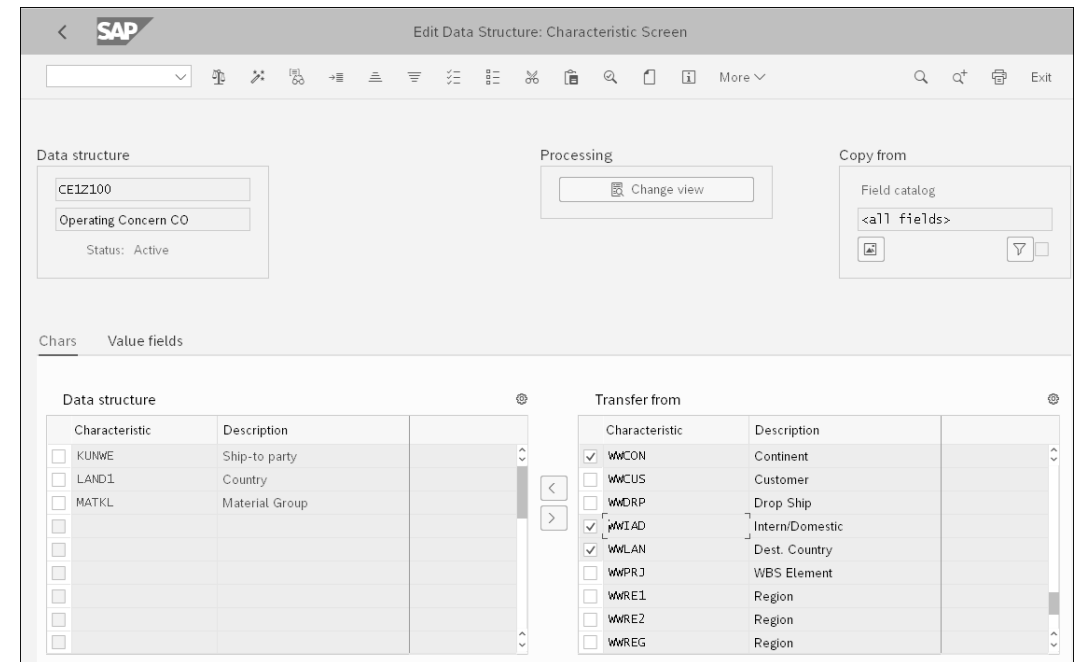 SAP
Edit Data Structure: Characteristic Screen
More
Exit
Data structure
CE1Z100
Operating Concern CO
Status: Active
Processing
Change view
Copy from
Field catalog
<all fields>
Chars Value fields
Data structure
Characteristic Description
KUNWE Ship-to party
LAND1 Country
MATKL Material Group
Transfer from
Characteristic Description
WWCON Continent
WWCUS Customer
WWDRP Drop Ship
WWIAD Intern/Domestic
WWLAN Dest. Country
WWPRJ WBS Element
WWRE1 Region
WWRE2 Region
WWREG Region